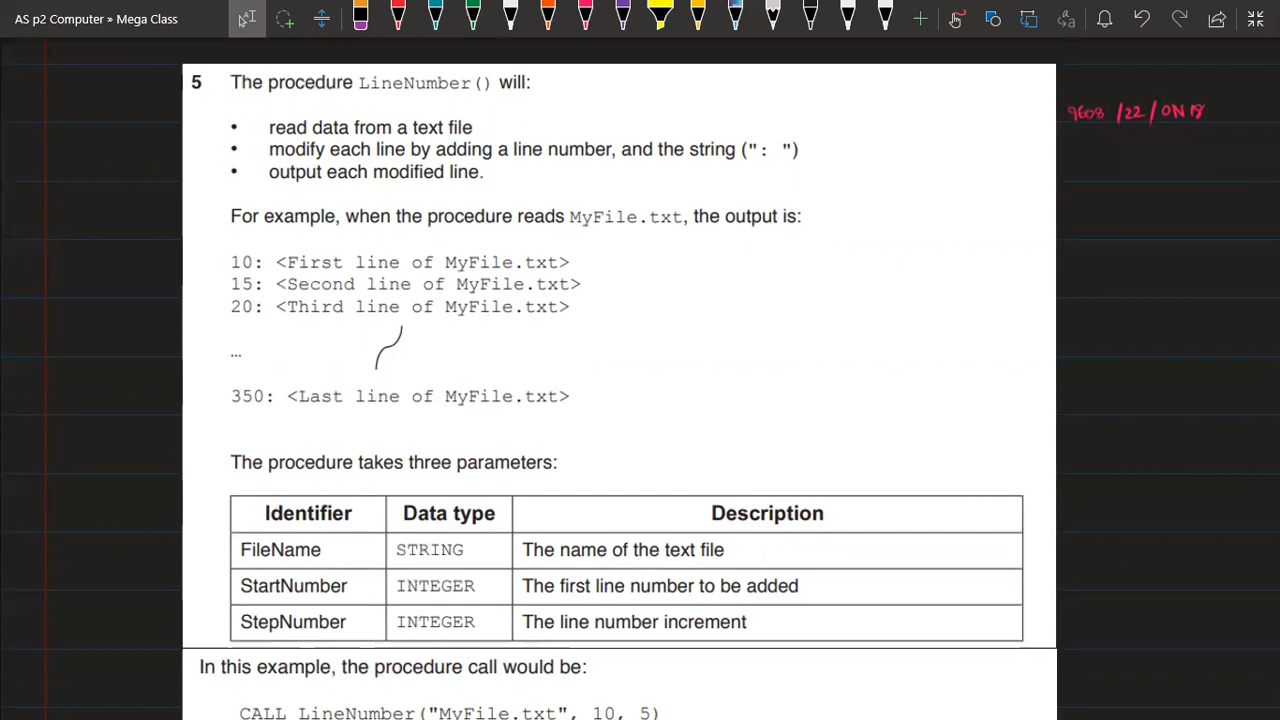 AS p2 Computer » Mega Class
5 The procedure LineNumber() will:
9608 /22/ON18
• read data from a text file
• modify each line by adding a line number, and the string (": ")
• output each modified line.
For example, when the procedure reads MyFile.txt, the output is:
10: <First line of MyFile.txt>
15: <Second line of MyFile.txt>
20: <Third line of MyFile.txt>
…
350: <Last line of MyFile.txt>
The procedure takes three parameters:
Identifier Data type Description
FileName STRING The name of the text file
StartNumber INTEGER The first line number to be added
StepNumber INTEGER The line number increment
In this example, the procedure call would be:
CALL LineNumber("MyFile.txt", 10, 5)